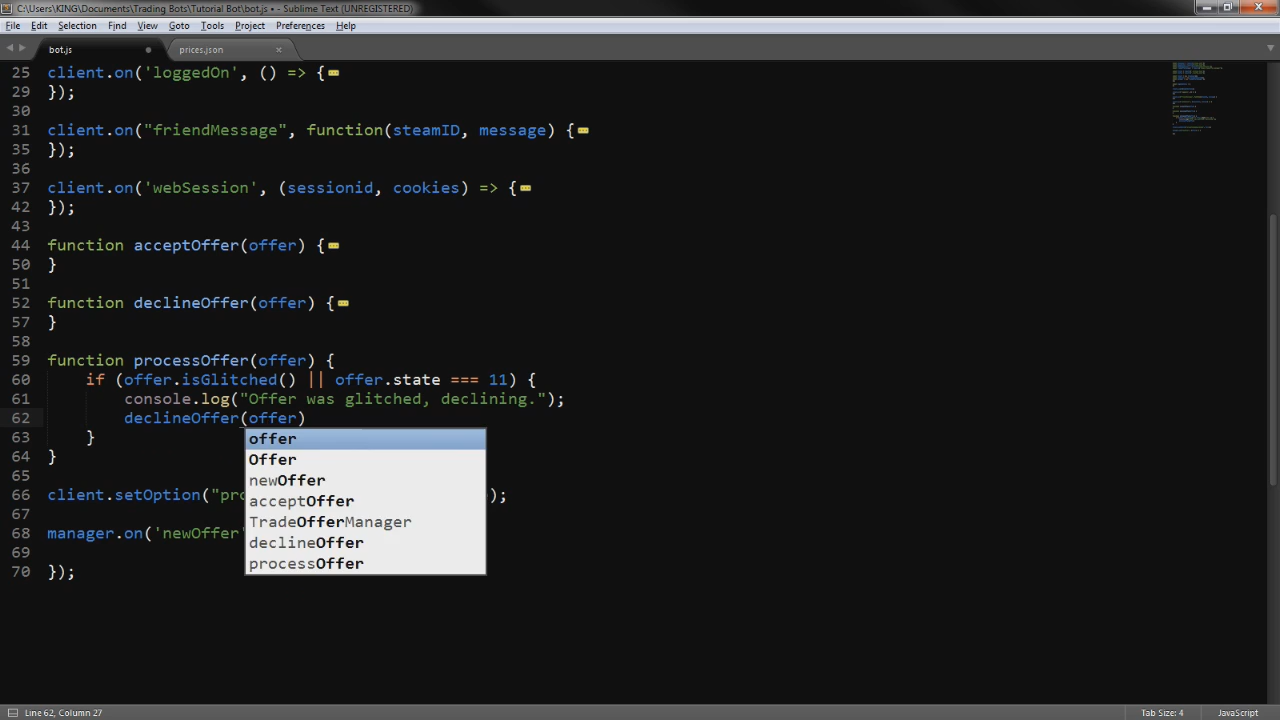 C:\Users\KING\Documents\Trading Bots\Tutorial Bot\bot.js • - Sublime Text (UNREGISTERED)
File Edit Selection Find View Goto Tools Project Preferences Help
bot.js prices.json
25 client.on('loggedOn', () => {
29 });
30
31 client.on("friendMessage", function(steamID, message) {
35 });
36
37 client.on('webSession', (sessionid, cookies) => {
42 });
43
44 function acceptOffer(offer) {
50 }
51
52 function declineOffer(offer) {
57 }
58
59 function processOffer(offer) {
60 if (offer.isGlitched() || offer.state === 11) {
61 console.log("Offer was glitched, declining.");
62 declineOffer(offer)
63 }
offer
64 }
Offer
65
newOffer
66 client.setOption("pro );
acceptOffer
67
TradeOfferManager
68 manager.on('newOffer'
declineOffer
69
processOffer
70 });
Line 62, Column 27 Tab Size: 4 JavaScript